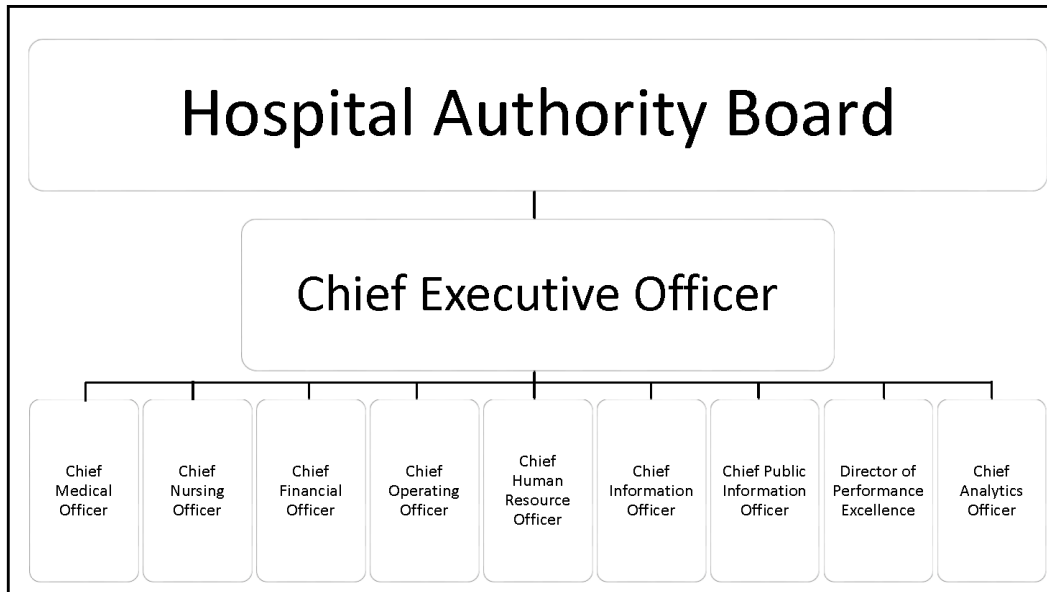 Hospital Authority Board
Chief Executive Officer
Chief
Medical
Officer
Chief
Nursing
Officer
Chief
Financial
Officer
Chief
Operating
Officer
Chief
Human
Resource
Officer
Chief
Information
Officer
Chief Public
Information
Officer
Director of
Performance
Excellence
Chief
Analytics
Officer